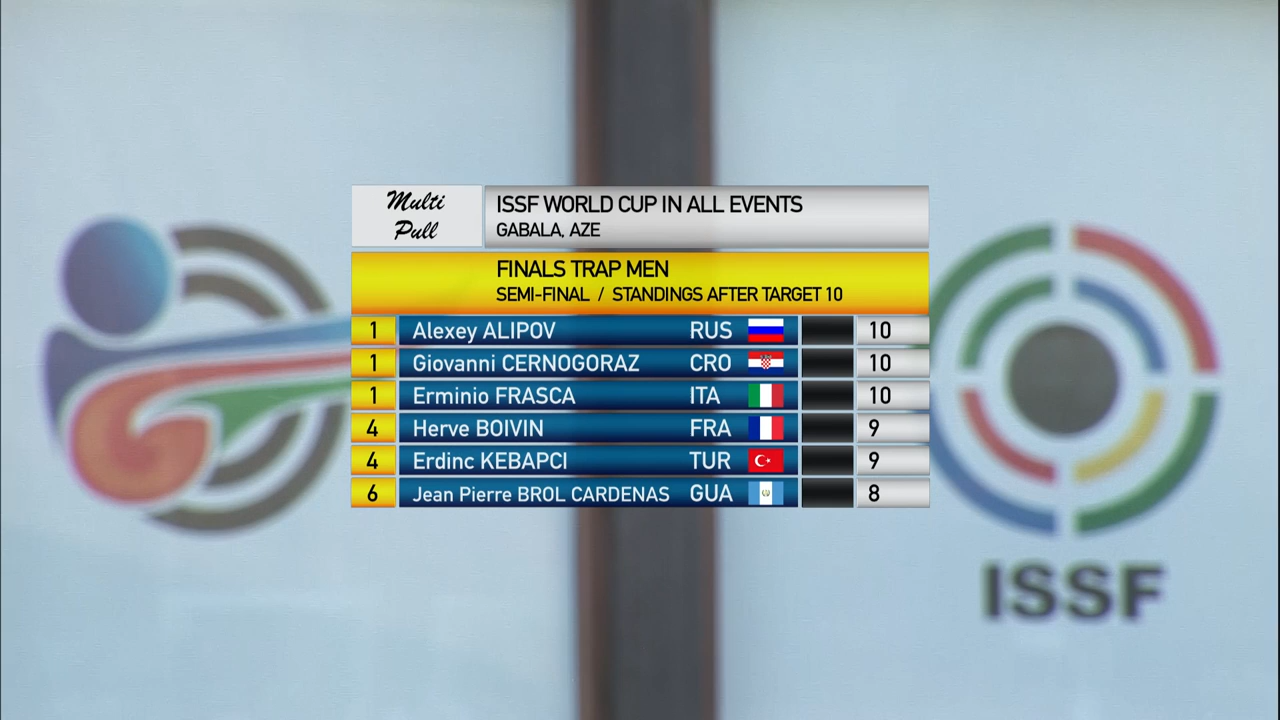 Multi
Pull
ISSF WORLD CUP IN ALL EVENTS
GABALA, AZE
FINALS TRAP MEN
SEMI-FINAL / STANDINGS AFTER TARGET 10
1 Alexey ALIPOV RUS 10
1 Giovanni CERNOGORAZ CRO 10
1 Erminio FRASCA ITA 10
4 Herve BOIVIN FRA 9
4 Erdinc KEBAPCI TUR 9
6 Jean Pierre BROL CARDENAS GUA 8
ISSF